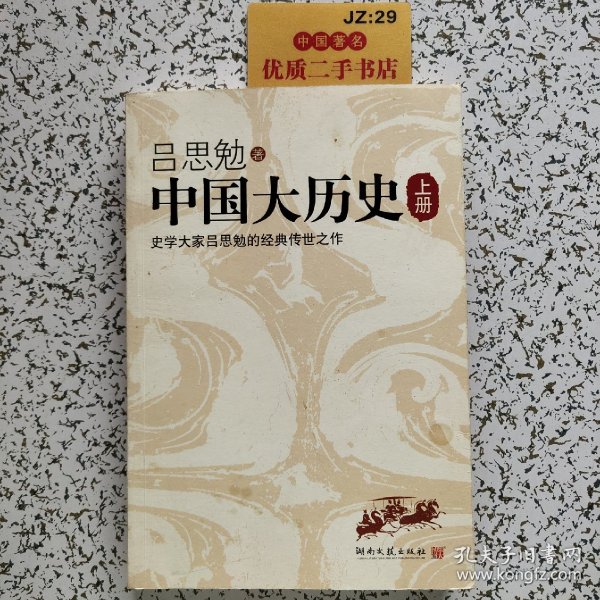 JZ:29
中国著名
优质二手书店
吕思勉 著
中国大历史 上册
史学大家吕思勉的经典传世之作
湖南文艺出版社
孔夫子旧书网
www.kongfz.com